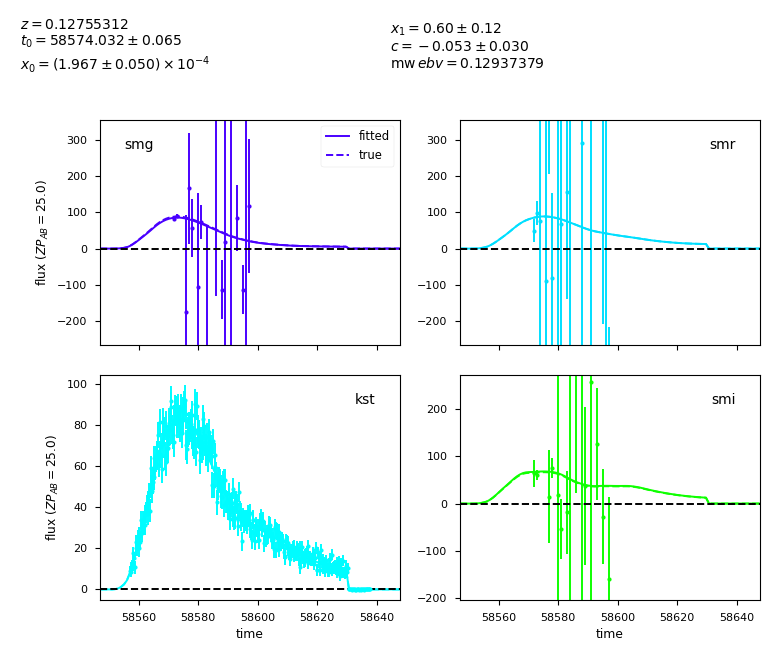 z = 0.12755312
t₀ = 58574.032 ± 0.065
x₀ = (1.967 ± 0.050) × 10⁻⁴
x₁ = 0.60 ± 0.12
c = −0.053 ± 0.030
mw ebv = 0.12937379
smg
fitted
true
300
200
100
0
−100
−200
flux (ZP_AB = 25.0)
smr
300
200
100
0
−100
−200
kst
100
80
60
40
20
0
flux (ZP_AB = 25.0)
58560 58580 58600 58620 58640
time
smi
200
100
0
−100
−200
58560 58580 58600 58620 58640
time